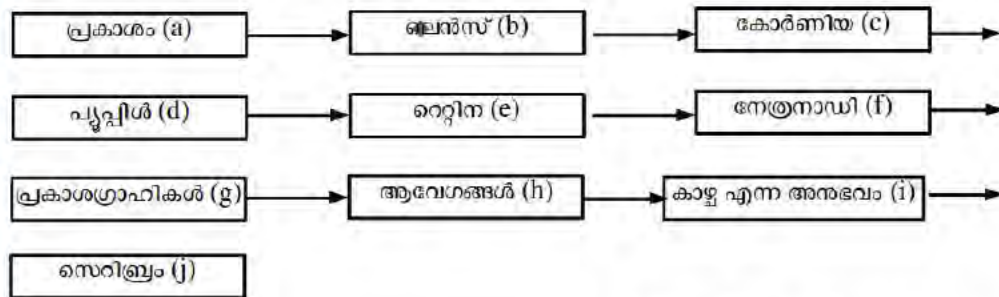 പ്രകാശം (a) ലെൻസ് (b) കോർണിയ (c)
പ്യൂപ്പിൾ (d) റെറ്റിന (e) നേത്രനാഡി (f)
പ്രകാശഗ്രാഹികൾ (g) ആവേഗങ്ങൾ (h) കാഴ്ച എന്ന അനുഭവം (i)
സെറിബ്രം (j)